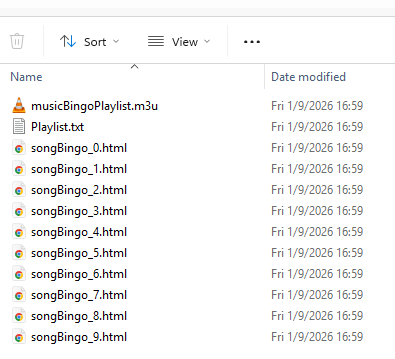 Sort View ...
Name Date modified
musicBingoPlaylist.m3u Fri 1/9/2026 16:59
Playlist.txt Fri 1/9/2026 16:59
songBingo_0.html Fri 1/9/2026 16:59
songBingo_1.html Fri 1/9/2026 16:59
songBingo_2.html Fri 1/9/2026 16:59
songBingo_3.html Fri 1/9/2026 16:59
songBingo_4.html Fri 1/9/2026 16:59
songBingo_5.html Fri 1/9/2026 16:59
songBingo_6.html Fri 1/9/2026 16:59
songBingo_7.html Fri 1/9/2026 16:59
songBingo_8.html Fri 1/9/2026 16:59
songBingo_9.html Fri 1/9/2026 16:59